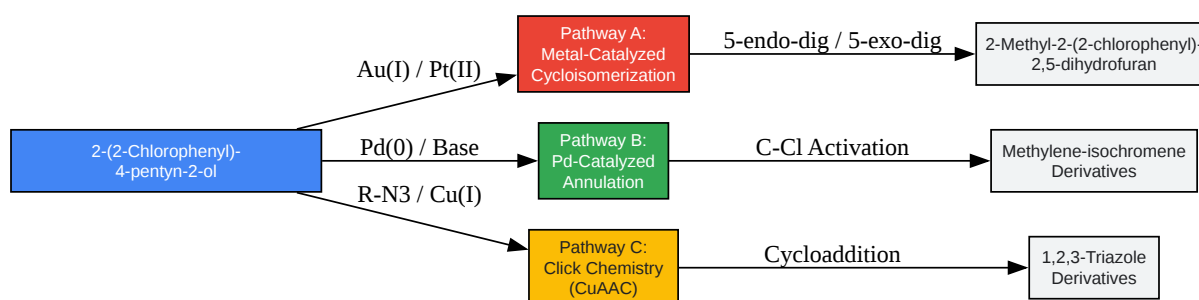 2-(2-Chlorophenyl)-
4-pentyn-2-ol
Au(I) / Pt(II)
Pd(0) / Base
R-N3 / Cu(I)
Pathway A:
Metal-Catalyzed
Cycloisomerization
5-endo-dig / 5-exo-dig
2-Methyl-2-(2-chlorophenyl)-
2,5-dihydrofuran
Pathway B:
Pd-Catalyzed
Annulation
C-Cl Activation
Methylene-isochromene
Derivatives
Pathway C:
Click Chemistry
(CuAAC)
Cycloaddition
1,2,3-Triazole
Derivatives